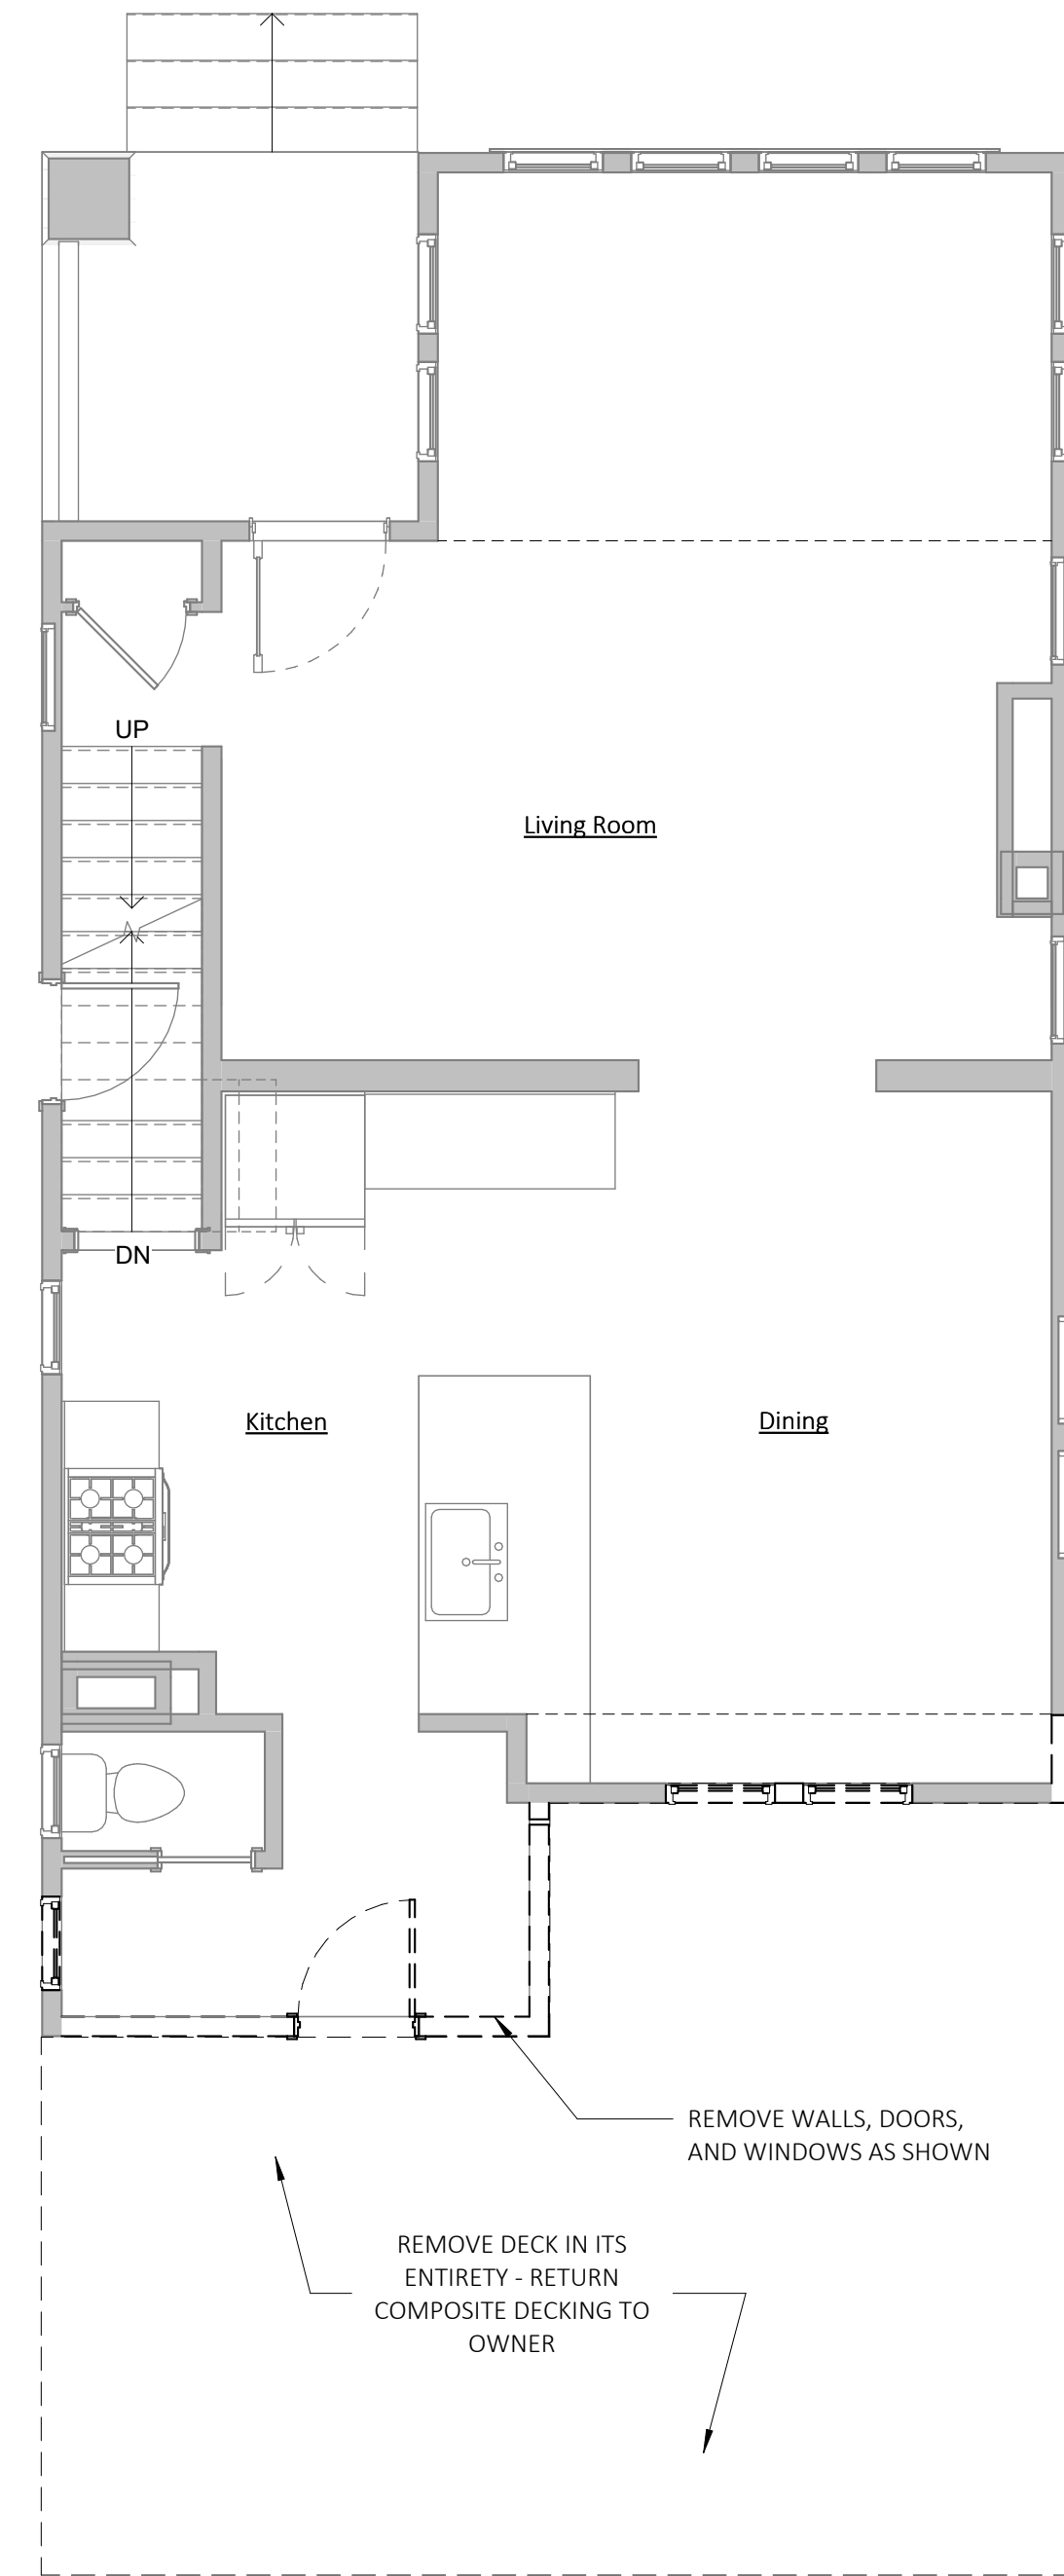 UP
Living Room
DN
Kitchen
Dining
REMOVE WALLS, DOORS,
AND WINDOWS AS SHOWN
REMOVE DECK IN ITS
ENTIRETY - RETURN
COMPOSITE DECKING TO
OWNER